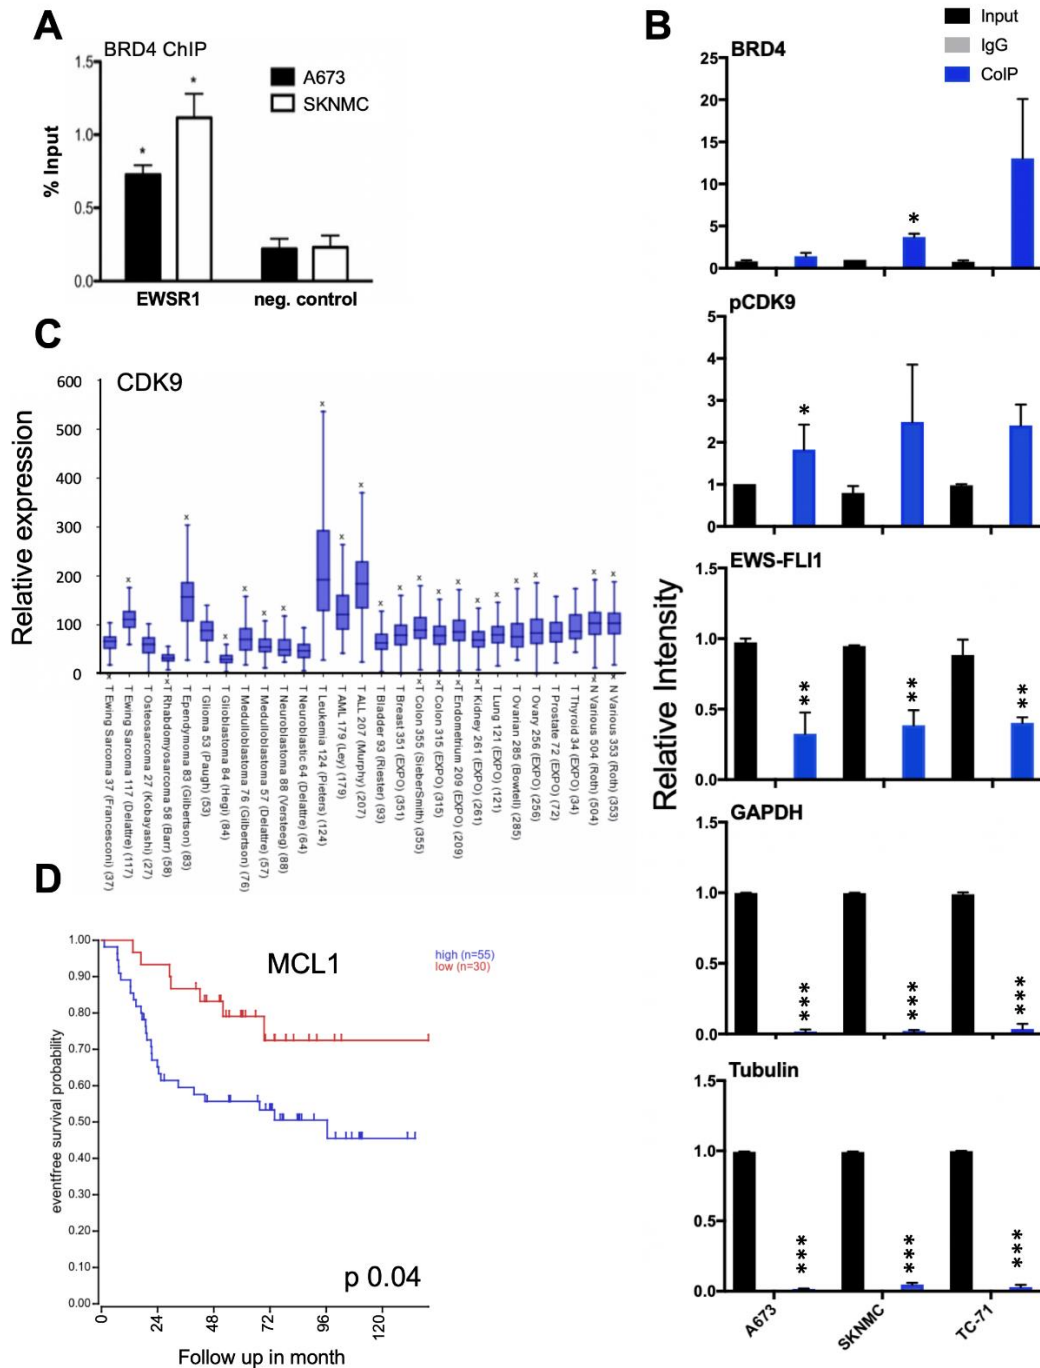 A
BRD4 ChIP
A673
SKNMC
1.5
1.0
0.5
0.0
% Input
*
*
EWSR1
neg. control
B
Input
IgG
CoIP
Relative Intensity
BRD4
25
20
15
10
5
0
*
pCDK9
5
4
3
2
1
0
*
EWS-FLI1
1.5
1.0
0.5
0.0
**
**
**
GAPDH
1.5
1.0
0.5
0.0
***
***
***
Tubulin
1.5
1.0
0.5
0.0
***
***
***
A673
SKNMC
TC-71
C
CDK9
Relative expression
600
500
400
300
200
100
0
T Ewing Sarcoma 37 (Francesconi) (37)
T Ewing Sarcoma 117 (Delattre) (117)
T Osteosarcoma 27 (Kobayashi) (27)
T Rhabdomyosarcoma 58 (Barr) (58)
T Ependymoma 83 (Gilbertson) (83)
T Glioma 53 (Paugh) (53)
T Glioblastoma 84 (Hegi) (84)
T Medulloblastoma 76 (Gilbertson) (76)
T Medulloblastoma 57 (Delattre) (57)
T Neuroblastoma 88 (Versteeg) (88)
T Neuroblastic 64 (Delattre) (64)
T Leukemia 124 (Pieters) (124)
T AML 179 (Ley) (179)
T ALL 207 (Murphy) (207)
T Bladder 93 (Riester) (93)
T Breast 351 (EXPO) (351)
T Colon 355 (SieberSmith) (355)
T Colon 315 (EXPO) (315)
T Endometrium 209 (EXPO) (209)
T Kidney 261 (EXPO) (261)
T Lung 121 (EXPO) (121)
T Ovarian 285 (Bowtell) (285)
T Ovary 256 (EXPO) (256)
T Prostate 72 (EXPO) (72)
T Thyroid 34 (EXPO) (34)
N Various 504 (Roth) (504)
N Various 353 (Roth) (353)
D
MCL1
high (n=55)
low (n=30)
eventfree survival probability
1.00
0.90
0.80
0.70
0.60
0.50
0.40
0.30
0.20
0.10
0.00
p 0.04
0
24
48
72
96
120
Follow up in month